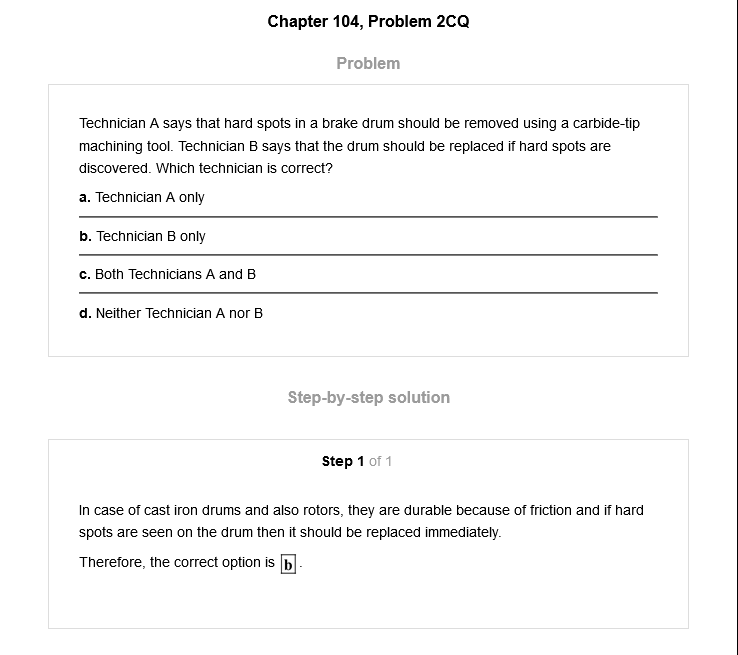 Chapter 104, Problem 2CQ
Problem
Technician A says that hard spots in a brake drum should be removed using a carbide-tip
machining tool. Technician B says that the drum should be replaced if hard spots are
discovered. Which technician is correct?
a. Technician A only
b. Technician B only
c. Both Technicians A and B
d. Neither Technician A nor B
Step-by-step solution
Step 1 of 1
In case of cast iron drums and also rotors, they are durable because of friction and if hard
spots are seen on the drum then it should be replaced immediately.
Therefore, the correct option is b.